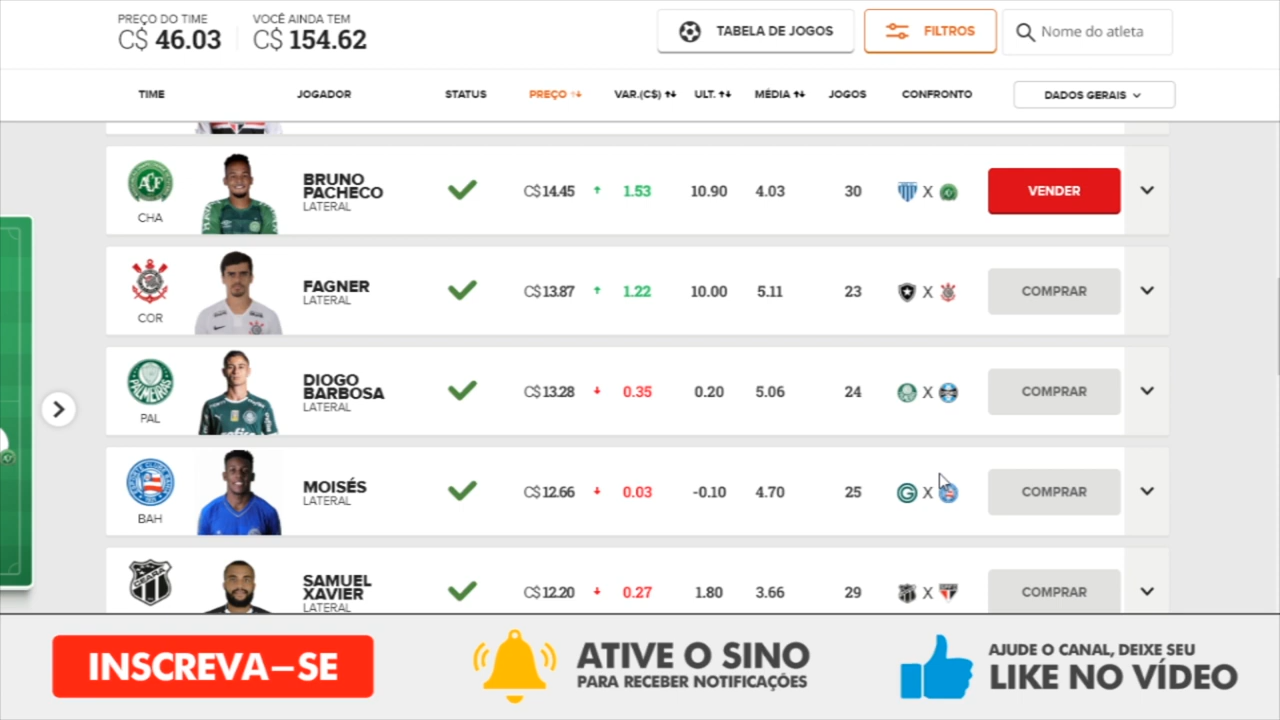 PREÇO DO TIME
C$ 46.03
VOCÊ AINDA TEM
C$ 154.62
TABELA DE JOGOS
FILTROS
Nome do atleta
TIME JOGADOR STATUS PREÇO VAR.(C$) ULT. MÉDIA JOGOS CONFRONTO DADOS GERAIS
CHA
BRUNO
PACHECO
LATERAL
C$ 14.45 1.53 10.90 4.03 30 X VENDER
COR
FAGNER
LATERAL
C$ 13.87 1.22 10.00 5.11 23 X COMPRAR
PAL
DIOGO
BARBOSA
LATERAL
C$ 13.28 0.35 0.20 5.06 24 X COMPRAR
BAH
MOISÉS
LATERAL
C$ 12.66 0.03 -0.10 4.70 25 X COMPRAR
CEARÁ
SAMUEL
XAVIER
LATERAL
C$ 12.20 0.27 1.80 3.66 29 X COMPRAR
INSCREVA-SE
ATIVE O SINO
PARA RECEBER NOTIFICAÇÕES
AJUDE O CANAL, DEIXE SEU
LIKE NO VÍDEO